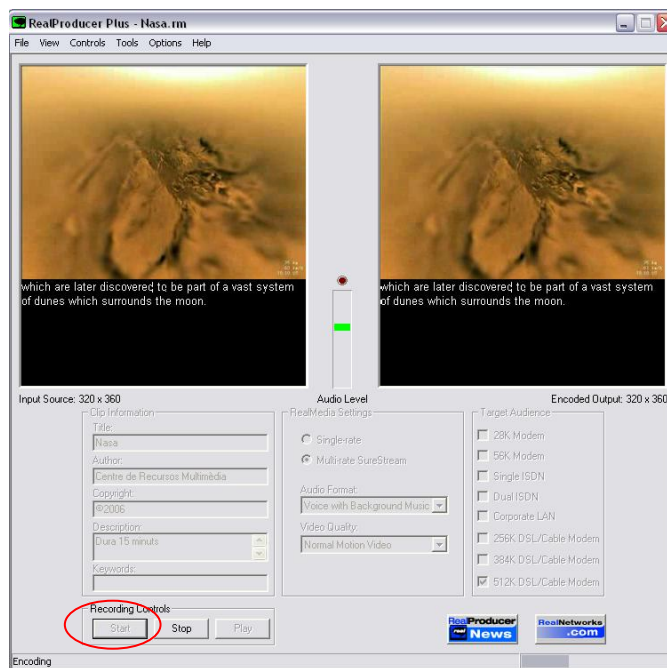 RealProducer Plus - Nasa.rm
File View Controls Tools Options Help
which are later discovered to be part of a vast system
of dunes which surrounds the moon.
which are later discovered to be part of a vast system
of dunes which surrounds the moon.
Input Source: 320 x 360
Audio Level
Encoded Output: 320 x 360
Clip Information
Title:
Nasa
Author:
Centre de Recursos Multimèdia
Copyright:
©2006
Description:
Dura 15 minuts
Keywords:
RealMedia Settings
Single-rate
Multi-rate SureStream
Audio Format:
Voice with Background Music
Video Quality:
Normal Motion Video
Target Audience
28K Modem
56K Modem
Single ISDN
Dual ISDN
Corporate LAN
256K DSL/Cable Modem
384K DSL/Cable Modem
512K DSL/Cable Modem
Recording Controls
Start Stop Play
RealProducer
real News
RealNetworks
.com
Encoding